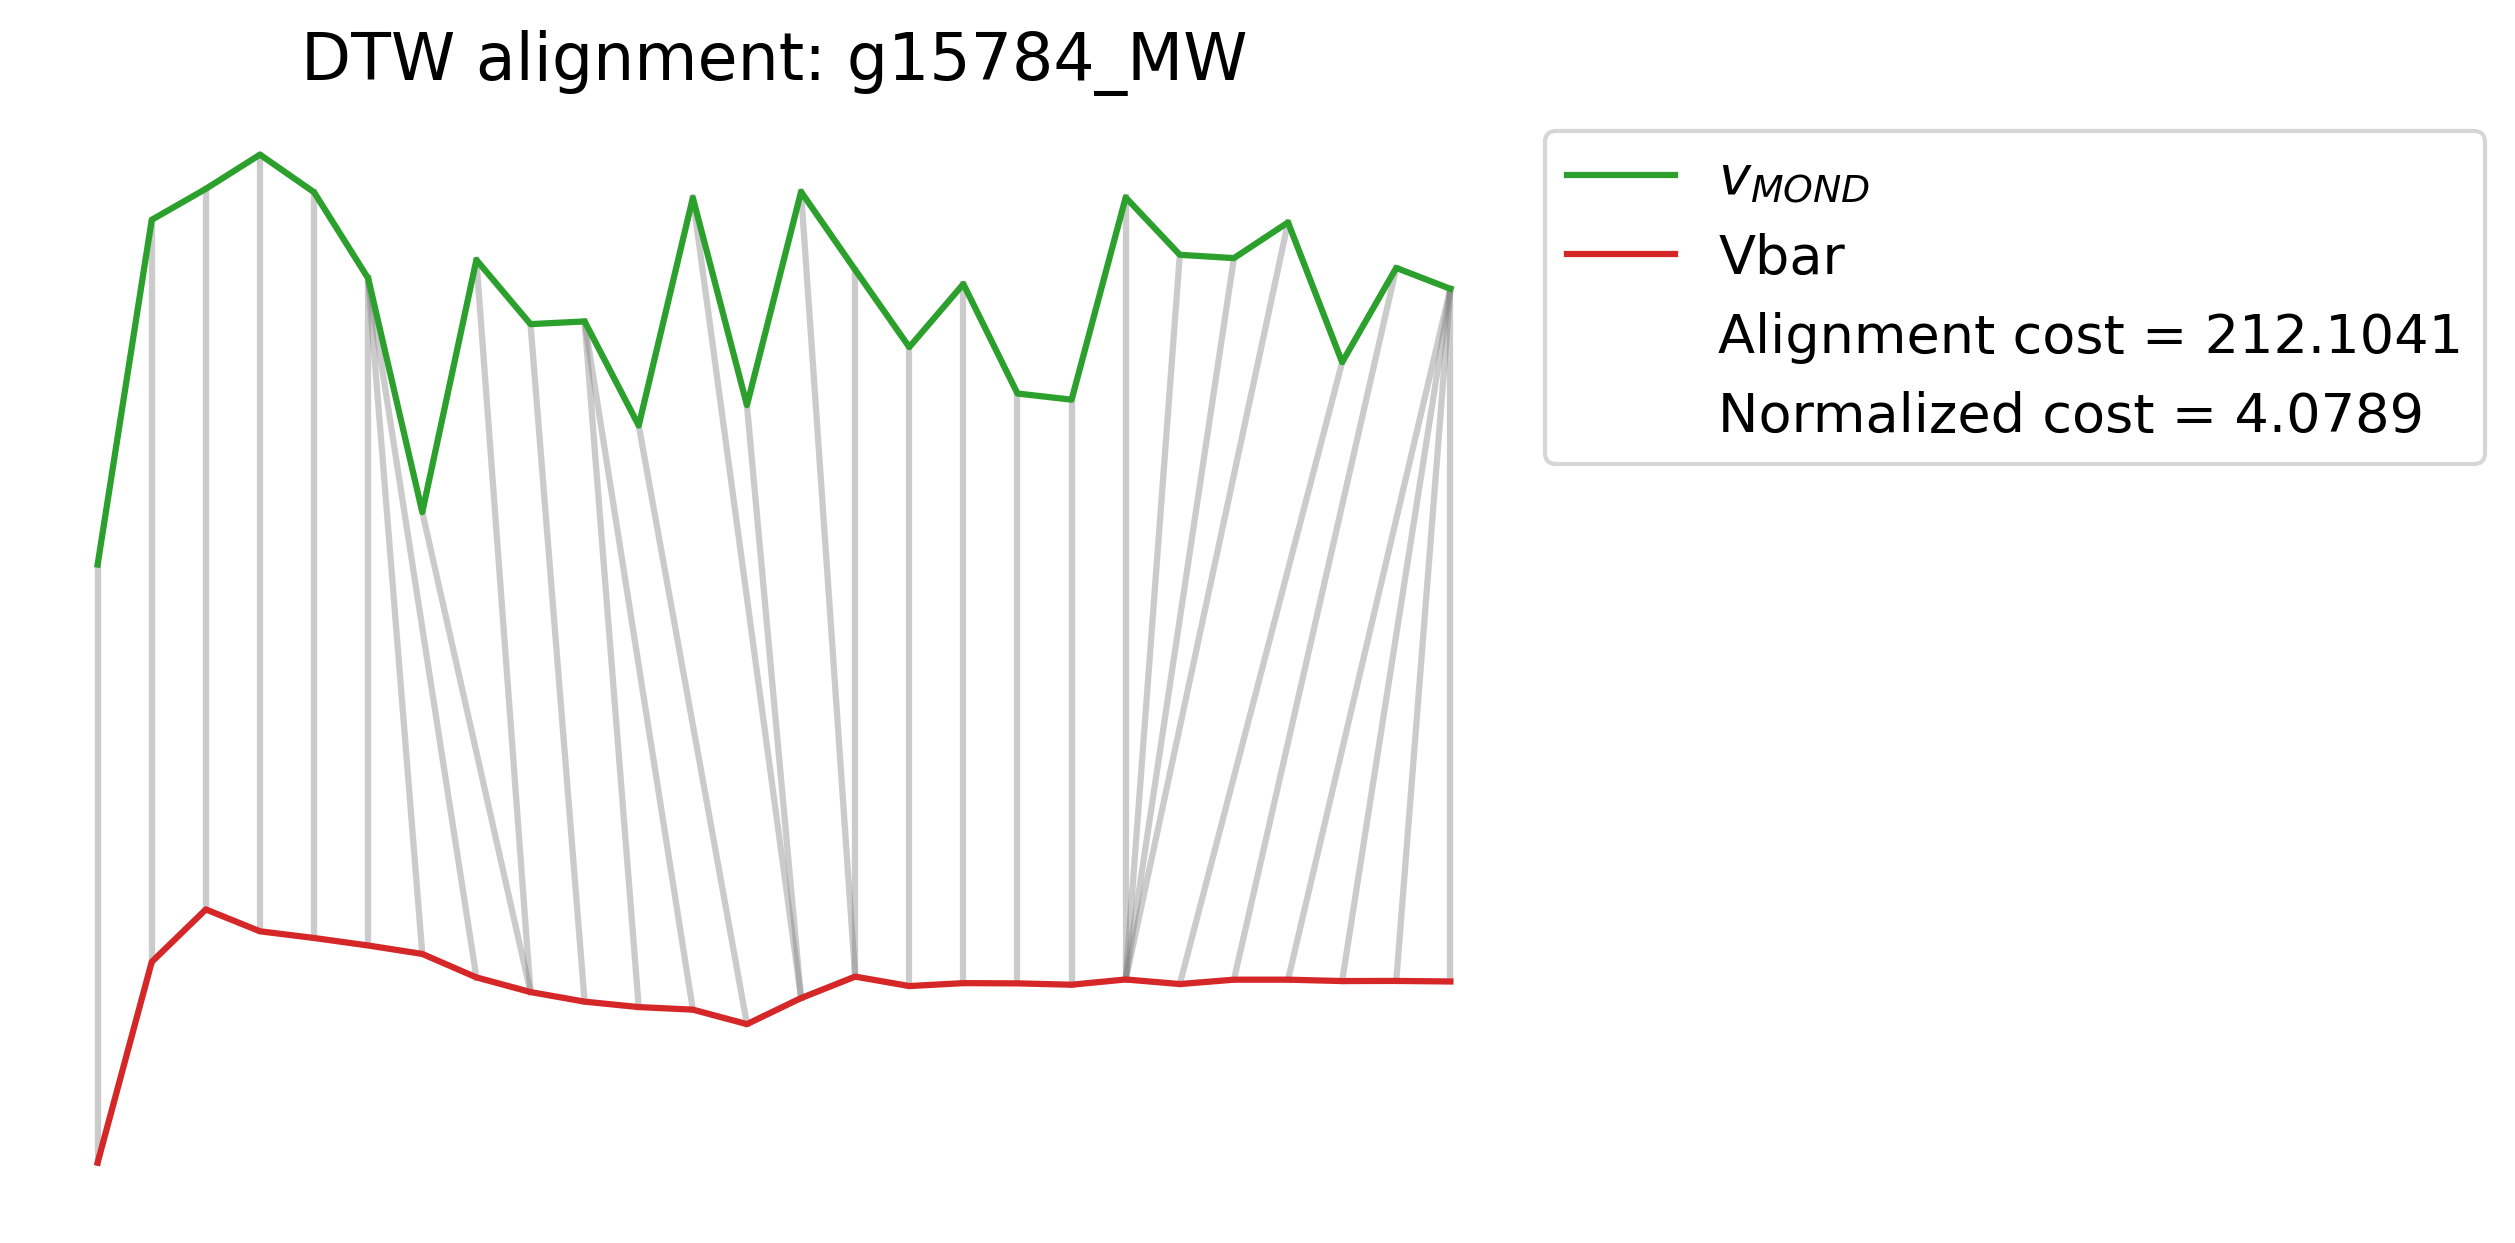 DTW alignment: g15784_MW
v_MOND
Vbar
Alignment cost = 212.1041
Normalized cost = 4.0789